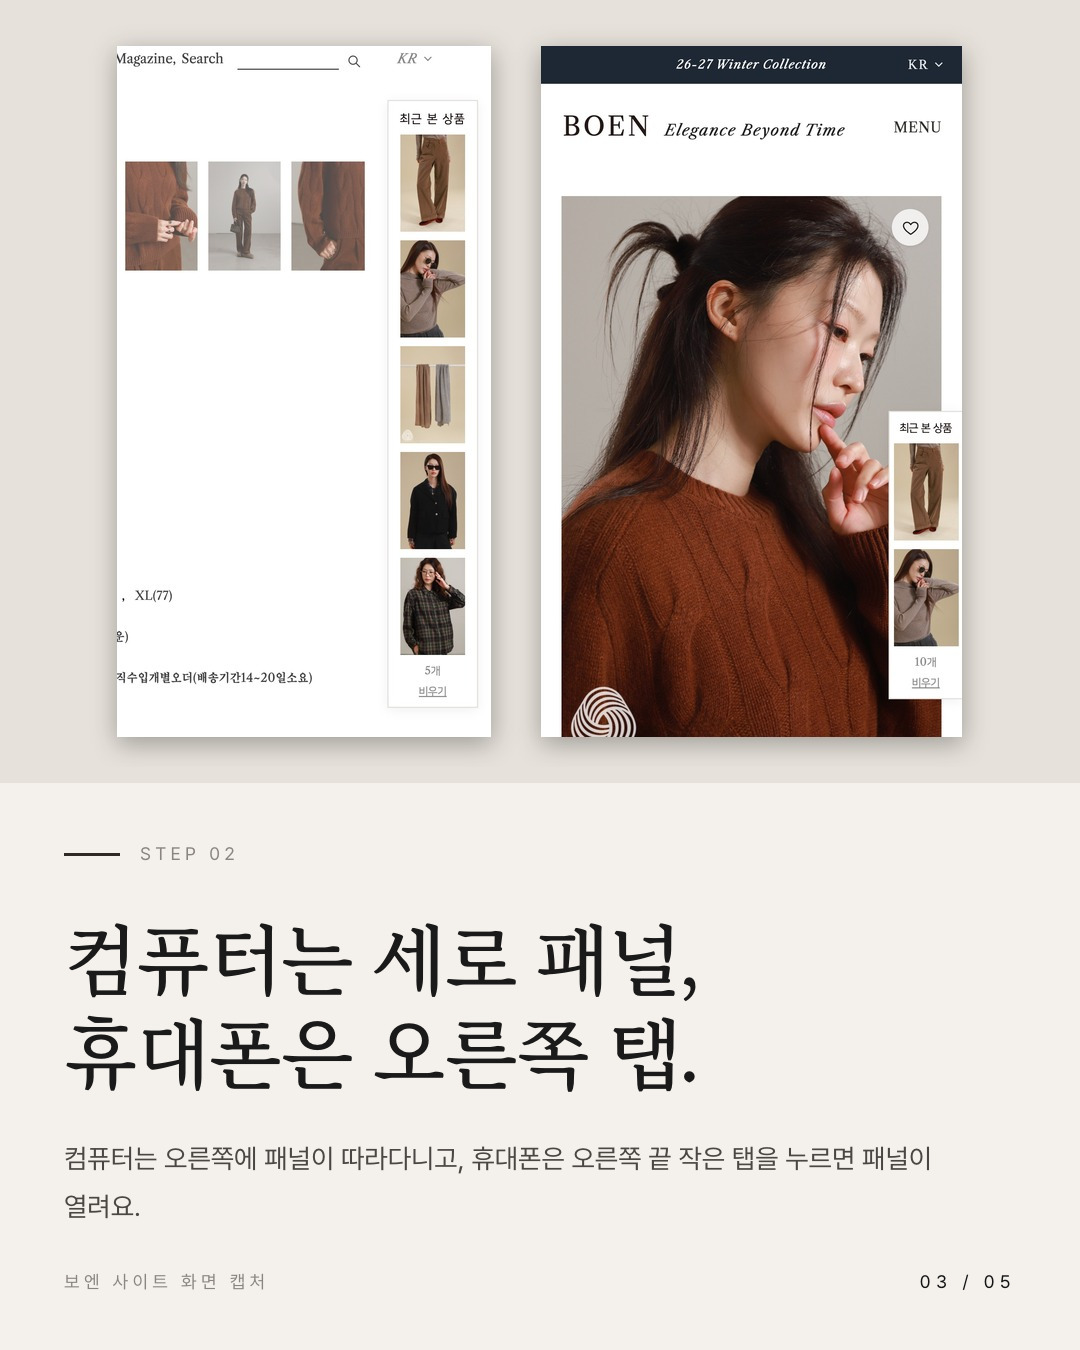 Magazine, Search
KR
최근 본 상품
, XL(77)
직수입개별오더(배송기간14~20일소요)
5개
비우기
26-27 Winter Collection
KR
BOEN Elegance Beyond Time
MENU
최근 본 상품
10개
비우기
STEP 02
컴퓨터는 세로 패널,
휴대폰은 오른쪽 탭.
컴퓨터는 오른쪽에 패널이 따라다니고, 휴대폰은 오른쪽 끝 작은 탭을 누르면 패널이
열려요.
보엔 사이트 화면 캡처
03 / 05